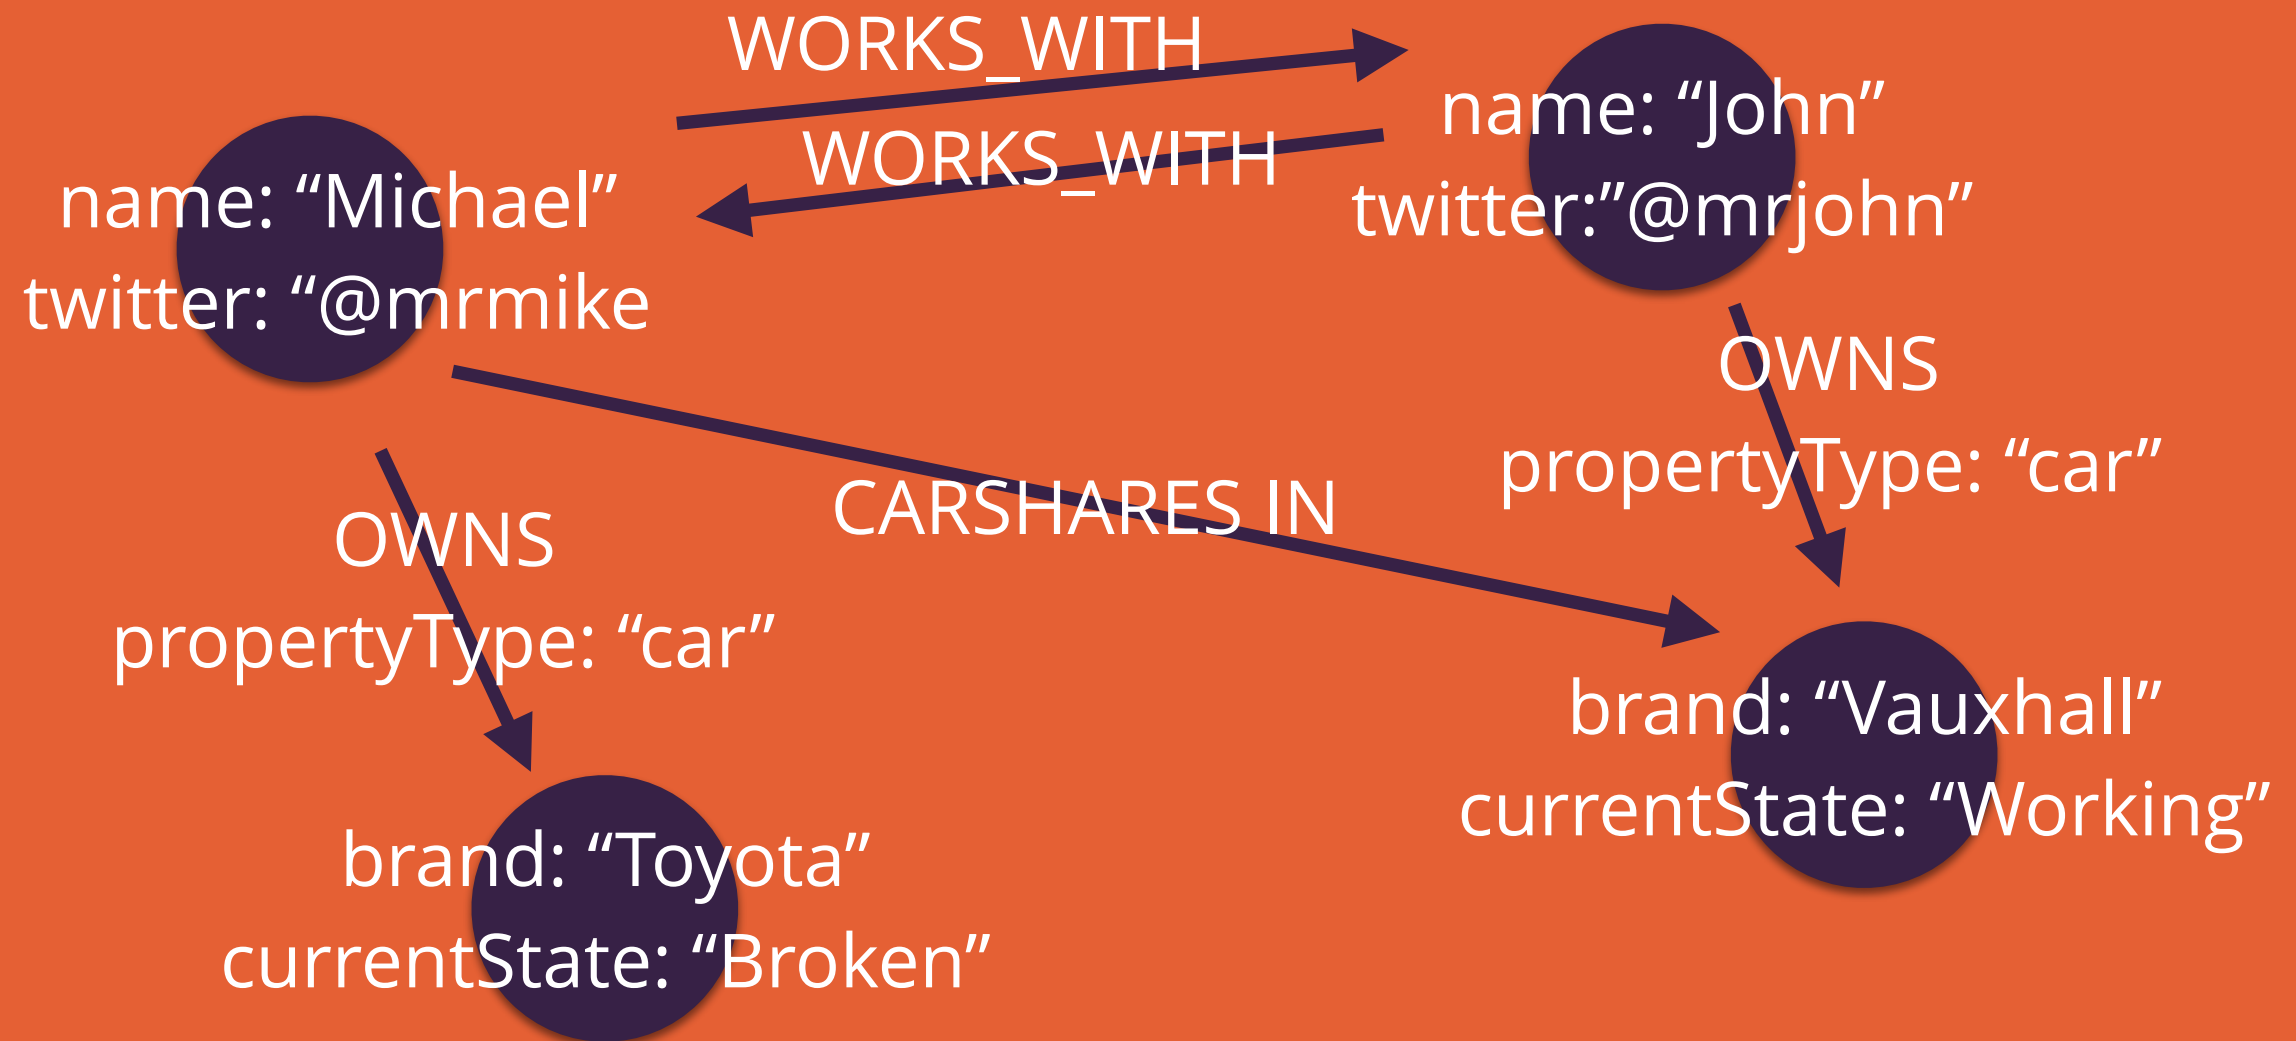 WORKS_WITH
WORKS_WITH
name: “Michael”
twitter: “@mrmike
name: “John”
twitter:”@mrjohn”
OWNS
propertyType: “car”
CARSHARES IN
OWNS
propertyType: “car”
brand: “Vauxhall”
currentState: “Working”
brand: “Toyota”
currentState: “Broken”